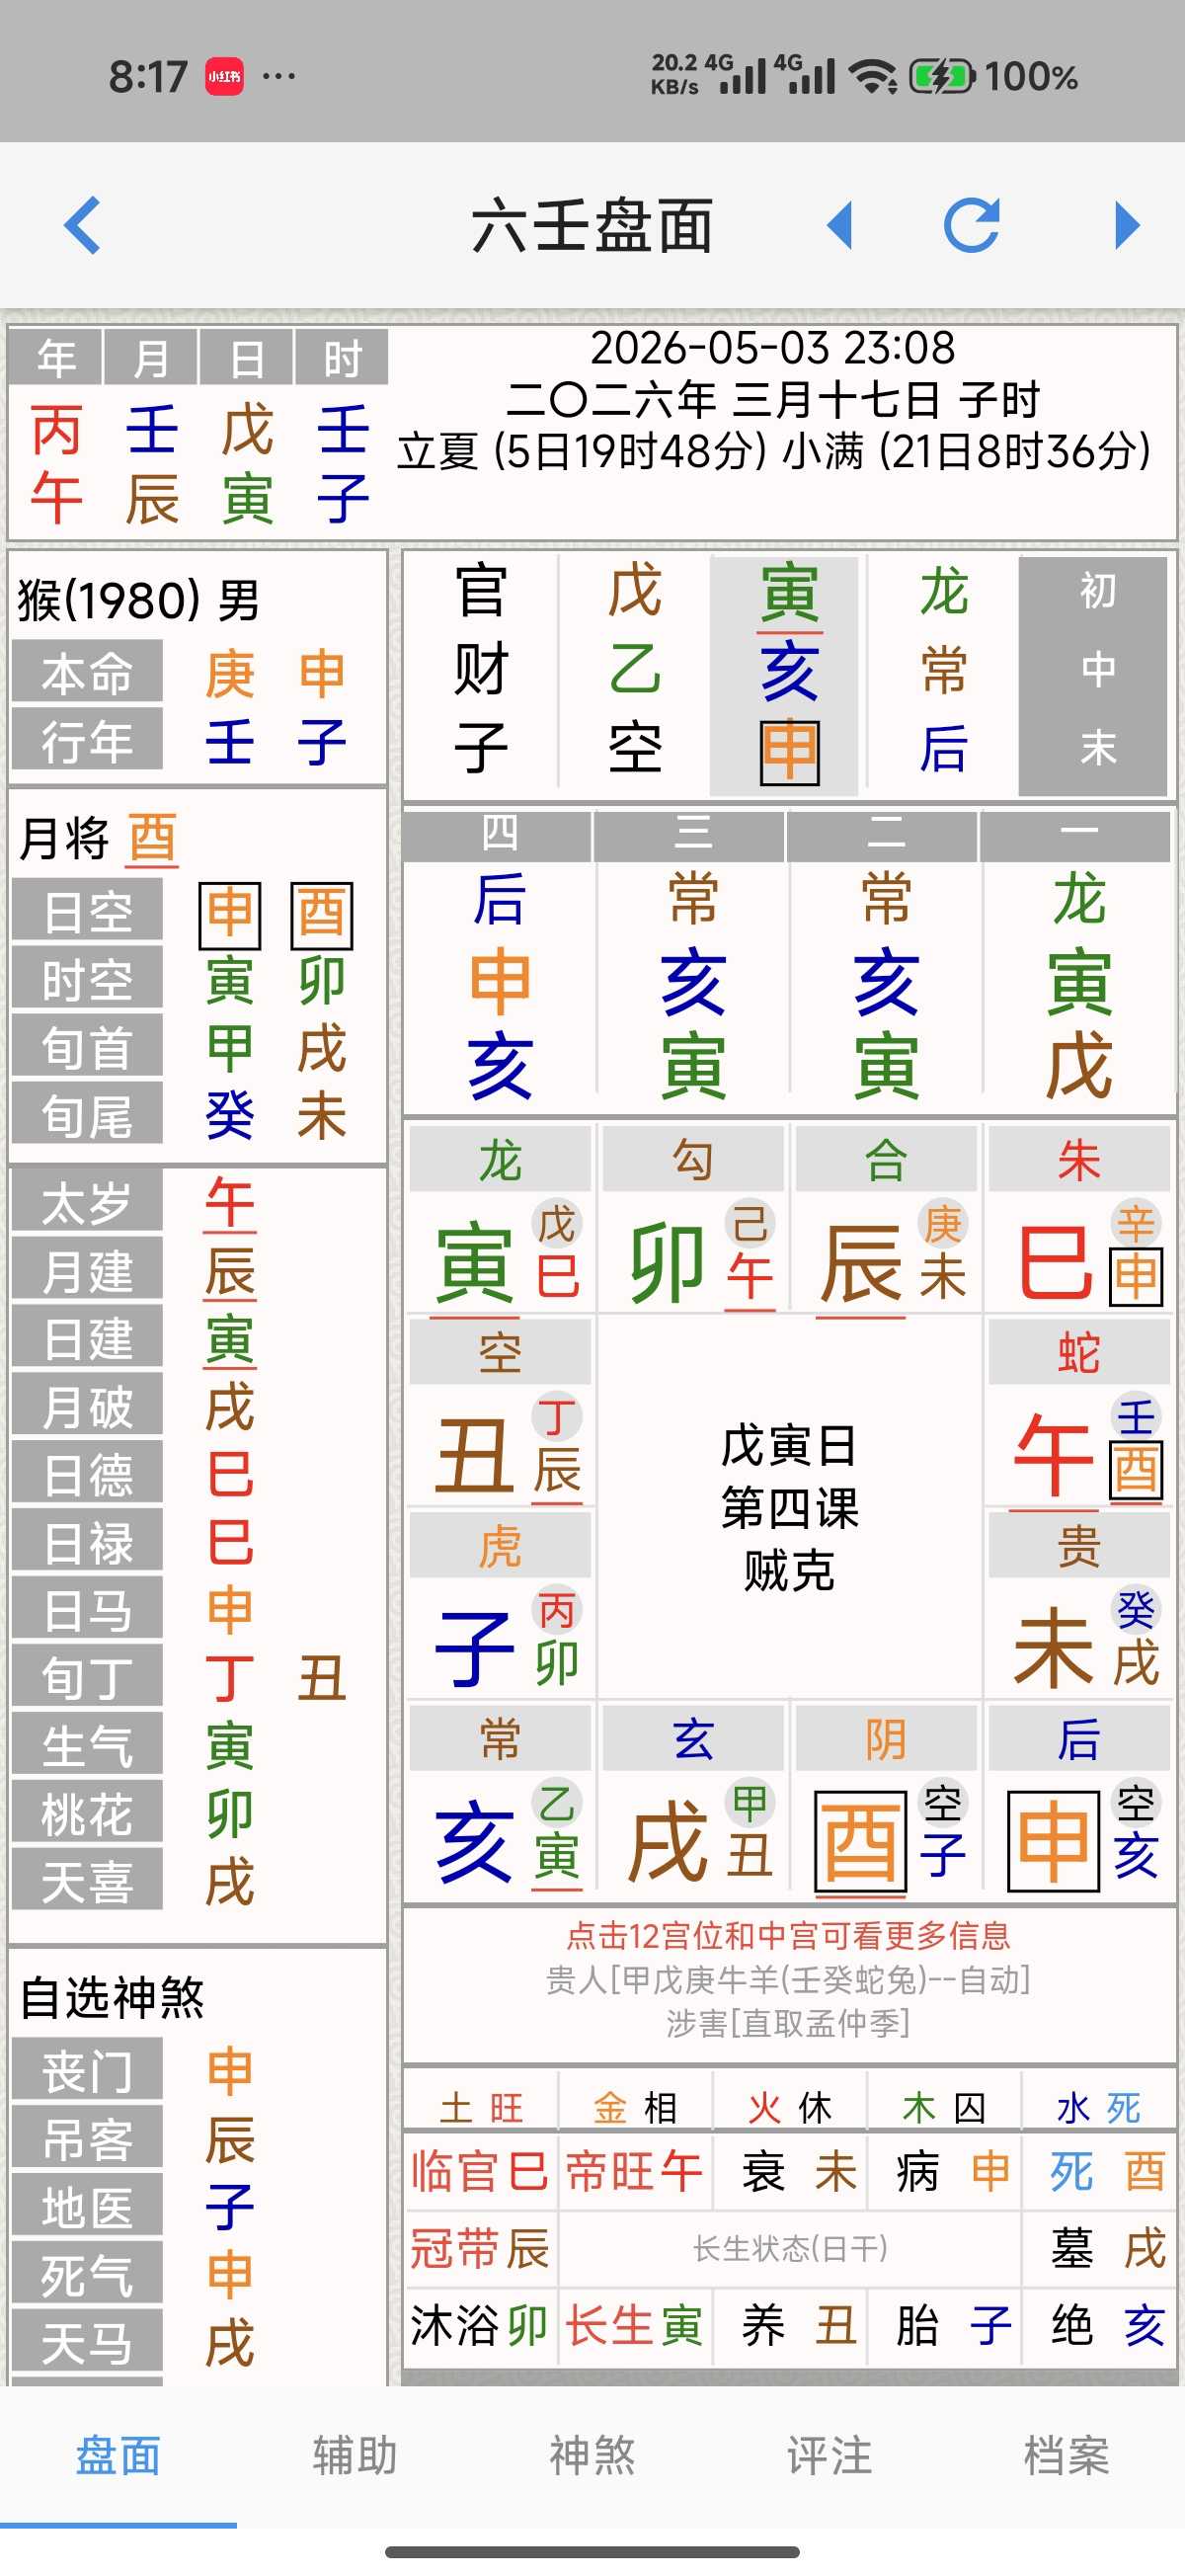 8:17 小红书 ... 20.2 KB/s 4G 4G 100%
六壬盘面
年 月 日 时
丙 壬 戊 壬
午 辰 寅 子
2026-05-03 23:08
二〇二六年 三月十七日 子时
立夏 (5日19时48分) 小满 (21日8时36分)
猴(1980) 男
本命 庚 申
行年 壬 子
月将 酉
日空 申 酉
时空 寅 卯
旬首 甲 戌
旬尾 癸 未
太岁 午
月建 辰
日建 寅
月破 戌
日德 巳
日禄 巳
日马 申
旬丁 丁 丑
生气 寅
桃花 卯
天喜 戌
自选神煞
丧门 申
吊客 辰
地医 子
死气 申
天马 戌
官 戊 寅 龙 初
财 乙 亥 常 中
子 空 申 后 末
四 三 二 一
后 常 常 龙
申 亥 亥 寅
亥 寅 寅 戊
龙 勾 合 朱
寅 戊 巳 卯 己 午 辰 庚 未 巳 辛 申
空 蛇
丑 丁 辰 午 壬 酉
戊寅日
第四课
贼克
虎 贵
子 丙 卯 未 癸 戌
常 玄 阴 后
亥 乙 寅 戌 甲 丑 酉 空 子 申 空 亥
点击12宫位和中宫可看更多信息
贵人[甲戊庚牛羊(壬癸蛇兔)--自动]
涉害[直取孟仲季]
土 旺 金 相 火 休 木 囚 水 死
临官 巳 帝旺 午 衰 未 病 申 死 酉
冠带 辰 长生状态(日干) 墓 戌
沐浴 卯 长生 寅 养 丑 胎 子 绝 亥
盘面 辅助 神煞 评注 档案